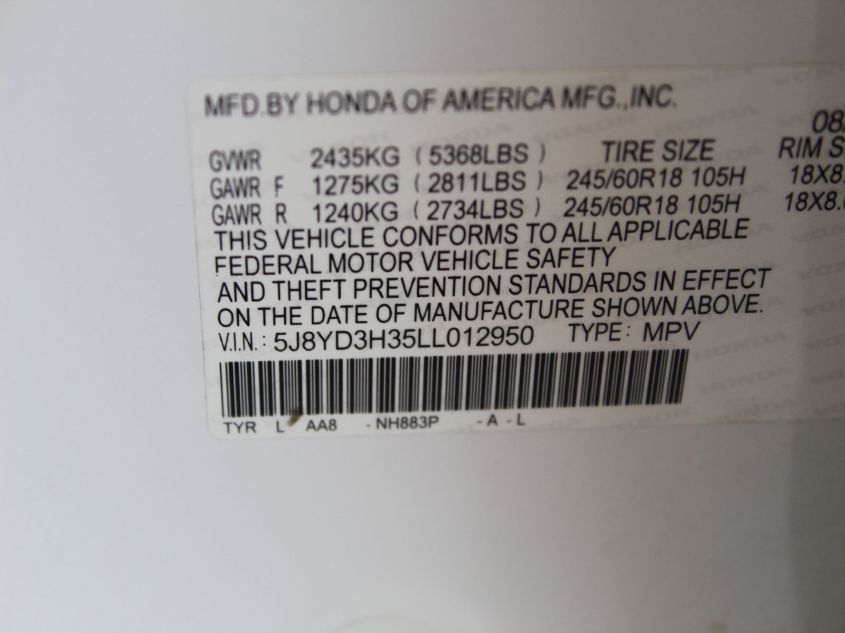 MFD.BY HONDA OF AMERICA MFG.,INC.
08
GVWR 2435KG ( 5368LBS ) TIRE SIZE RIM S
GAWR F 1275KG ( 2811LBS ) 245/60R18 105H 18X8.
GAWR R 1240KG ( 2734LBS ) 245/60R18 105H 18X8.
THIS VEHICLE CONFORMS TO ALL APPLICABLE
FEDERAL MOTOR VEHICLE SAFETY
AND THEFT PREVENTION STANDARDS IN EFFECT
ON THE DATE OF MANUFACTURE SHOWN ABOVE.
V.I.N.: 5J8YD3H35LL012950 TYPE: MPV
TYR L AA8 - NH883P - A - L